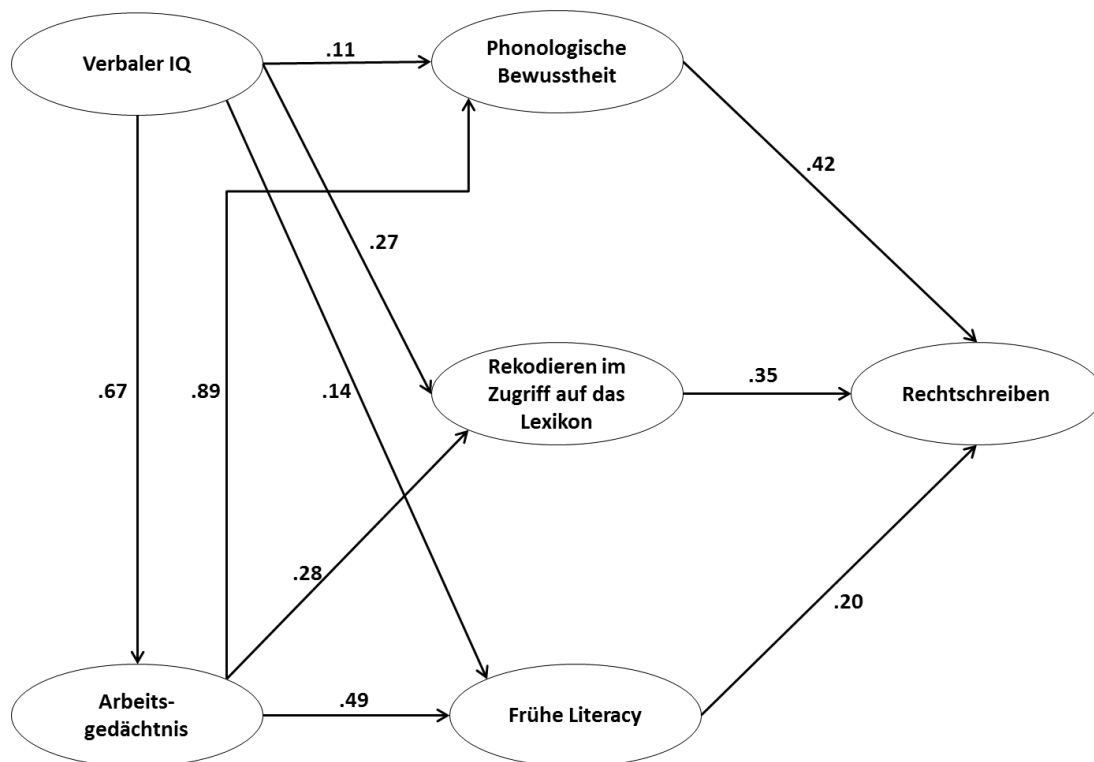 Verbaler IQ
.11
Phonologische
Bewusstheit
.42
.27
.67
.89
.14
Rekodieren im
Zugriff auf das
Lexikon
.35
Rechtschreiben
.28
.20
Arbeits-
gedächtnis
.49
Frühe Literacy